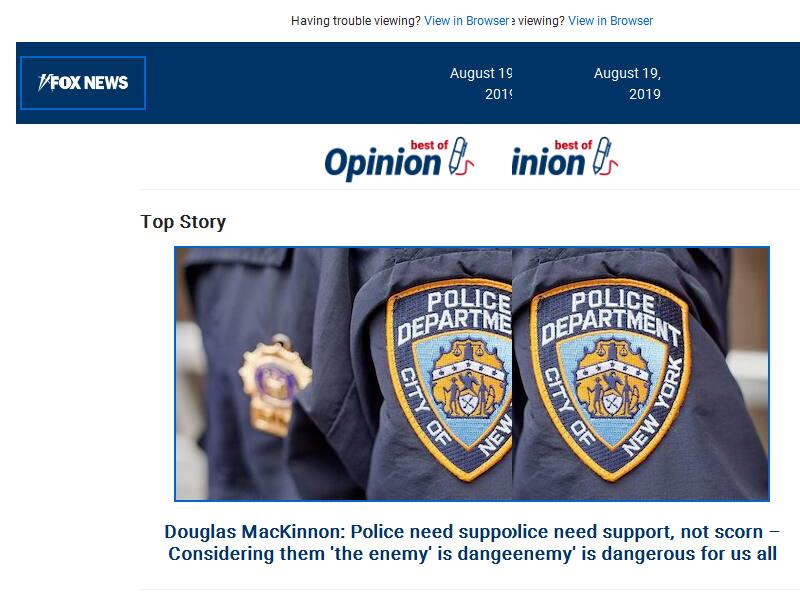 Having trouble viewing? View in Browser e viewing? View in Browser
FOX NEWS
August 19 August 19,
2019 2019
best of best of
Opinion inion
Top Story
POLICE POLICE
DEPARTME DEPARTMENT
CITY OF NEW CITY OF NEW YORK
Douglas MacKinnon: Police need suppolice need support, not scorn –
Considering them 'the enemy' is dangeenemy' is dangerous for us all